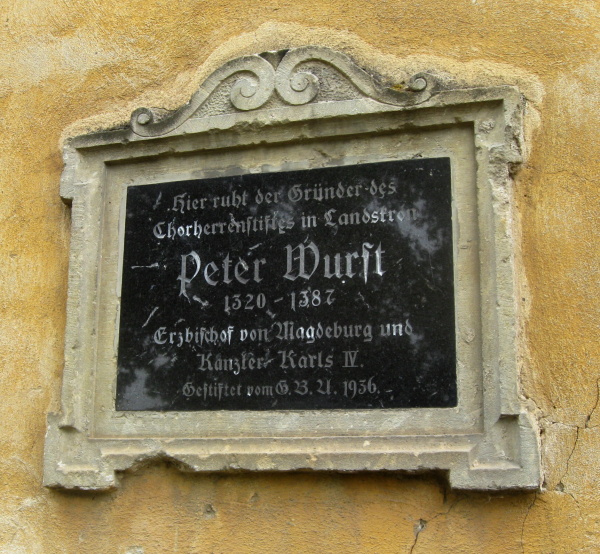 Hier ruht der Gründer des
Chorherrenstiftes in Landskron
Peter Wurst
1320 - 1387
Erzbischof von Magdeburg und
Kanzler Karls IV.
Gestiftet vom G. V. A. 1936.